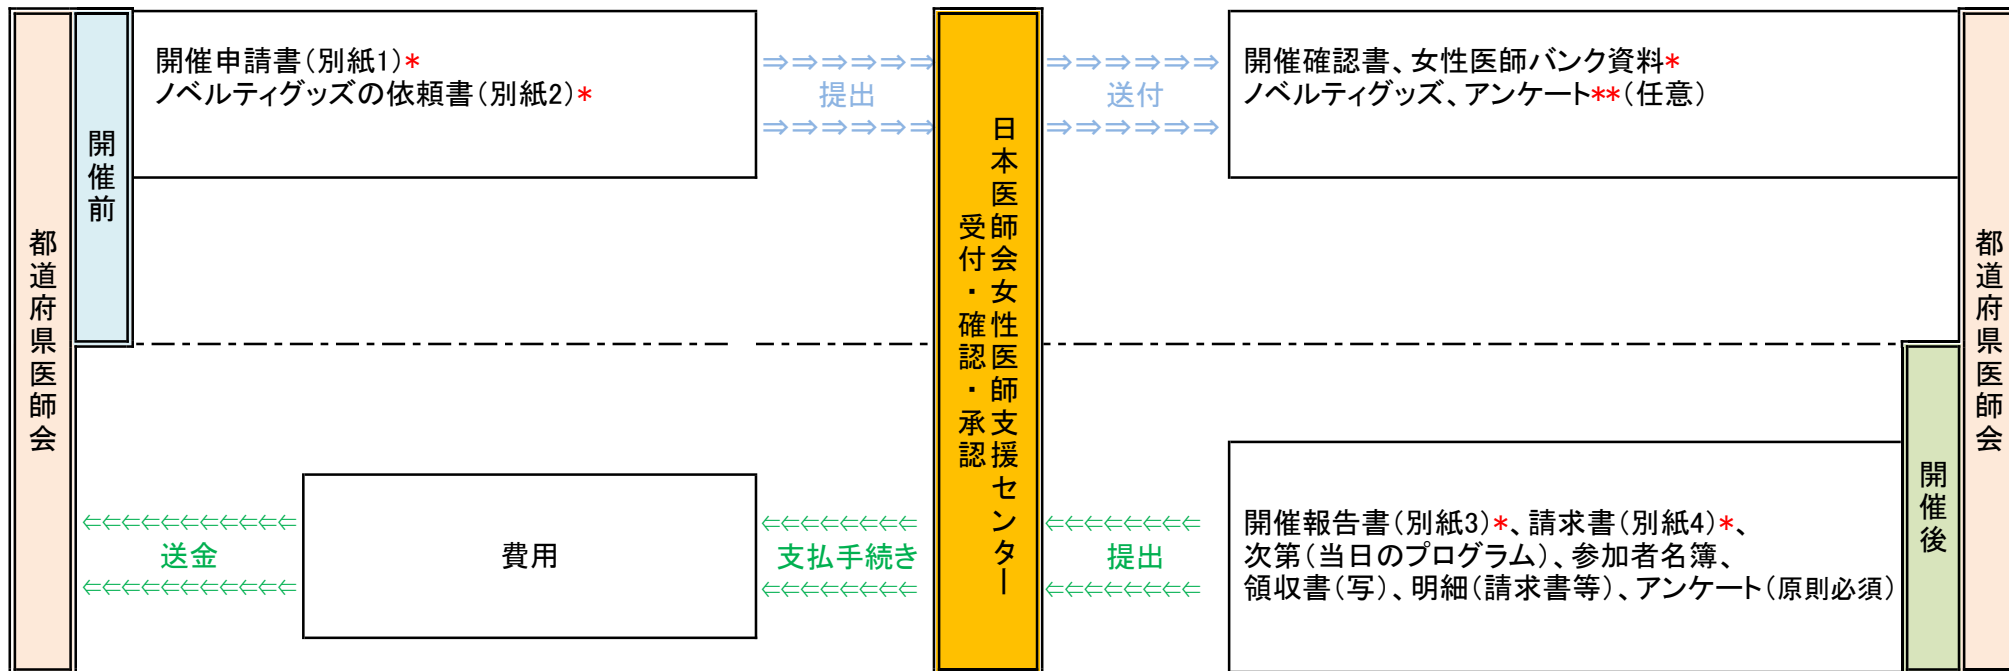 都道府県医師会
開催前
開催申請書(別紙1)*
ノベルティグッズの依頼書(別紙2)*
⇒⇒⇒⇒⇒⇒
提出
⇒⇒⇒⇒⇒⇒
日本医師会女性医師支援センター
受付・確認・承認
⇒⇒⇒⇒⇒⇒
送付
⇒⇒⇒⇒⇒⇒
開催確認書、女性医師バンク資料*
ノベルティグッズ、アンケート**(任意)
都道府県医師会
開催後
開催報告書(別紙3)*、請求書(別紙4)*、
次第(当日のプログラム)、参加者名簿、
領収書(写)、明細(請求書等)、アンケート(原則必須)
⇐⇐⇐⇐⇐⇐⇐⇐
提出
⇐⇐⇐⇐⇐⇐⇐⇐
⇐⇐⇐⇐⇐⇐⇐⇐
支払手続き
⇐⇐⇐⇐⇐⇐⇐⇐
費用
⇐⇐⇐⇐⇐⇐⇐⇐⇐⇐⇐
送金
⇐⇐⇐⇐⇐⇐⇐⇐⇐⇐⇐